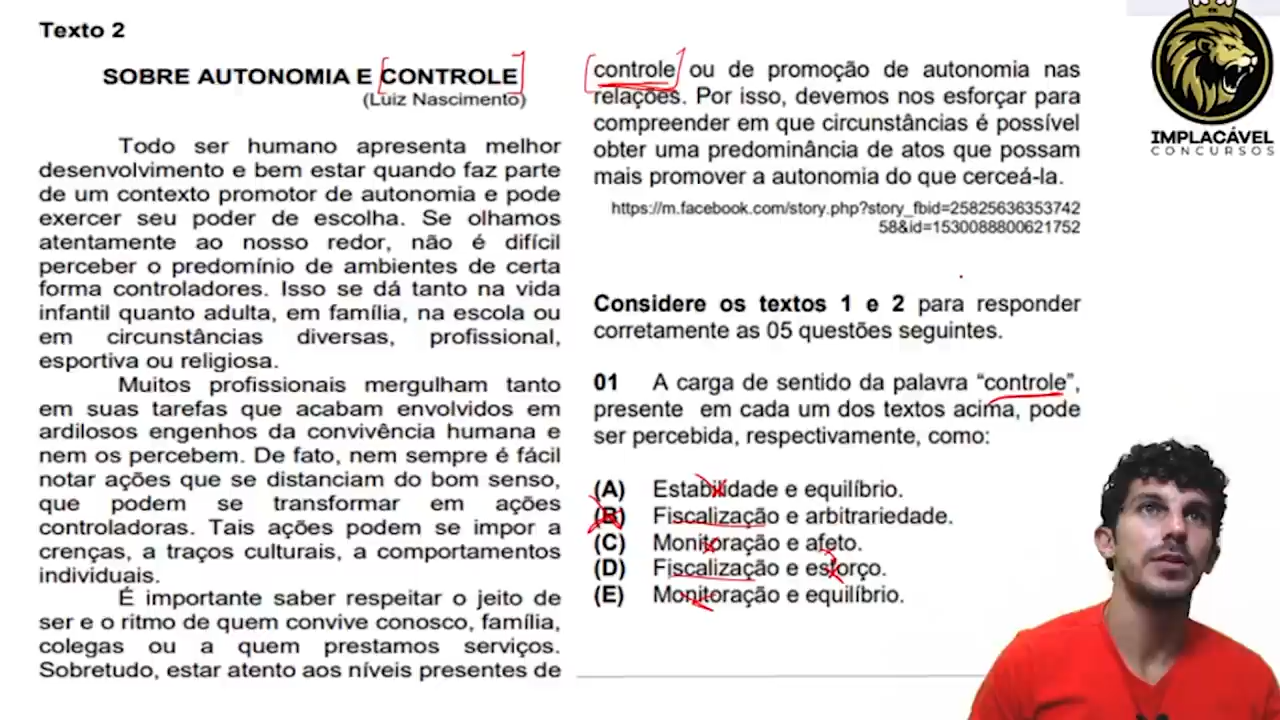 Texto 2
SOBRE AUTONOMIA E CONTROLE
(Luiz Nascimento)
Todo ser humano apresenta melhor
desenvolvimento e bem estar quando faz parte
de um contexto promotor de autonomia e pode
exercer seu poder de escolha. Se olhamos
atentamente ao nosso redor, não é difícil
perceber o predomínio de ambientes de certa
forma controladores. Isso se dá tanto na vida
infantil quanto adulta, em família, na escola ou
em circunstâncias diversas, profissional,
esportiva ou religiosa.
Muitos profissionais mergulham tanto
em suas tarefas que acabam envolvidos em
ardilosos engenhos da convivência humana e
nem os percebem. De fato, nem sempre é fácil
notar ações que se distanciam do bom senso,
que podem se transformar em ações
controladoras. Tais ações podem se impor a
crenças, a traços culturais, a comportamentos
individuais.
É importante saber respeitar o jeito de
ser e o ritmo de quem convive conosco, família,
colegas ou a quem prestamos serviços.
Sobretudo, estar atento aos níveis presentes de
controle ou de promoção de autonomia nas
relações. Por isso, devemos nos esforçar para
compreender em que circunstâncias é possível
obter uma predominância de atos que possam
mais promover a autonomia do que cerceá-la.
https://m.facebook.com/story.php?story_fbid=25825636353742
58&id=1530088800621752
Considere os textos 1 e 2 para responder
corretamente as 05 questões seguintes.
01 A carga de sentido da palavra “controle”,
presente em cada um dos textos acima, pode
ser percebida, respectivamente, como:
(A) Estabilidade e equilíbrio.
(B) Fiscalização e arbitrariedade.
(C) Monitoração e afeto.
(D) Fiscalização e esforço.
(E) Monitoração e equilíbrio.
IMPLACÁVEL
CONCURSOS